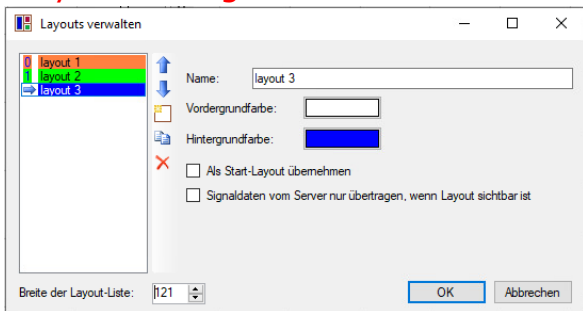 Layouts verwalten
0 layout 1
1 layout 2
layout 3
Name: layout 3
Vordergrundfarbe:
Hintergrundfarbe:
Als Start-Layout übernehmen
Signaldaten vom Server nur übertragen, wenn Layout sichtbar ist
Breite der Layout-Liste: 121
OK Abbrechen